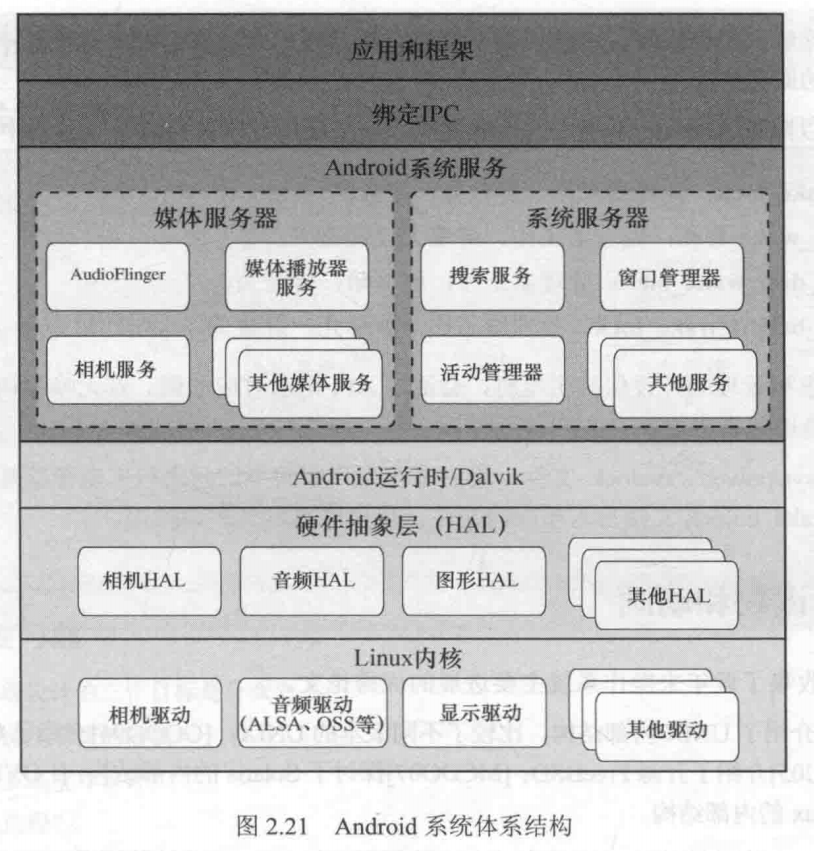 应用和框架
绑定IPC
Android系统服务
媒体服务器
AudioFlinger
媒体播放器
服务
相机服务
其他媒体服务
系统服务器
搜索服务
窗口管理器
活动管理器
其他服务
Android运行时/Dalvik
硬件抽象层（HAL）
相机HAL
音频HAL
图形HAL
其他HAL
Linux内核
相机驱动
音频驱动
(ALSA、OSS等)
显示驱动
其他驱动
图 2.21 Android 系统体系结构